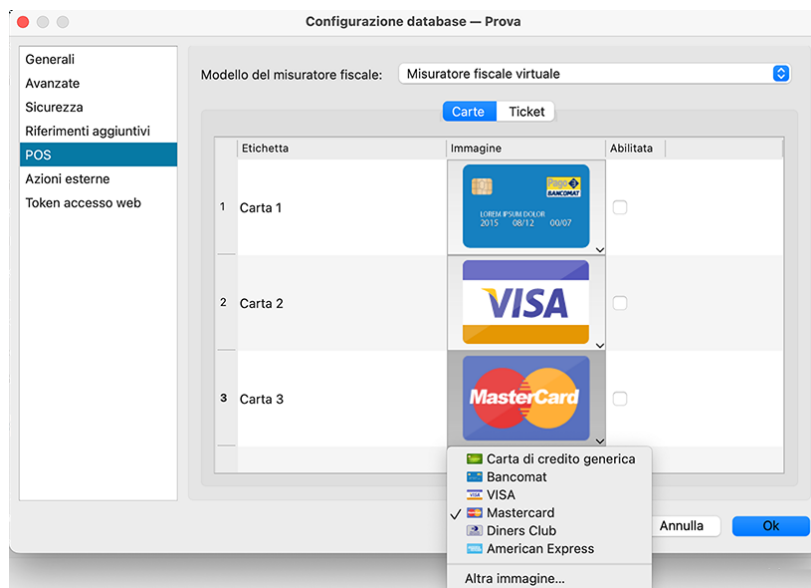 Configurazione database — Prova
Generali
Avanzate
Sicurezza
Riferimenti aggiuntivi
POS
Azioni esterne
Token accesso web
Modello del misuratore fiscale: Misuratore fiscale virtuale
Carte Ticket
Etichetta Immagine Abilitata
1 Carta 1
Pago
BANCOMAT
LOREM IPSUM DOLOR
2015 08/12 00/07
2 Carta 2
VISA
3 Carta 3
MasterCard
Carta di credito generica
Bancomat
VISA
Mastercard
Diners Club
American Express
Altra immagine...
Annulla Ok